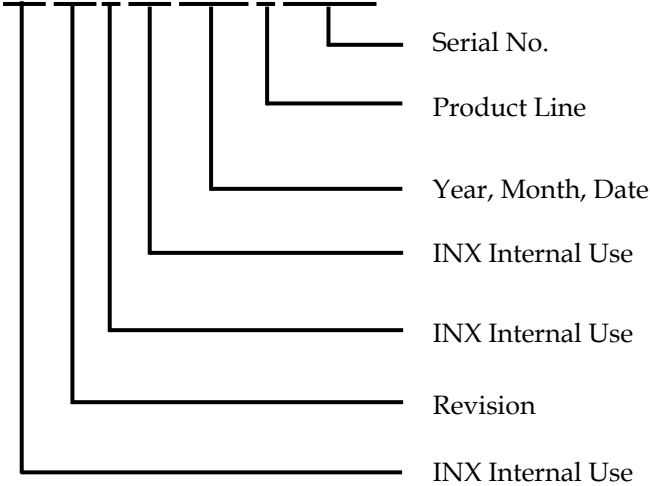 Serial No.
Product Line
Year, Month, Date
INX Internal Use
INX Internal Use
Revision
INX Internal Use